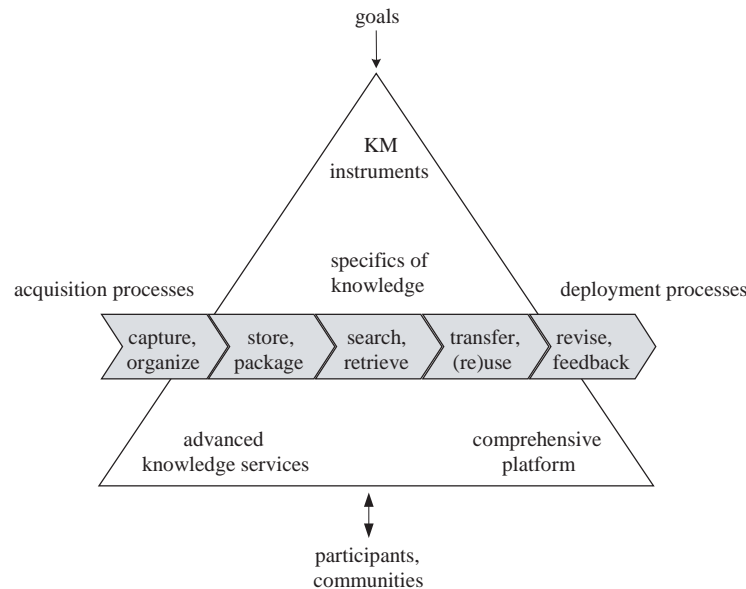 goals
KM
instruments
specifics of
knowledge
acquisition processes
deployment processes
capture,
organize
store,
package
search,
retrieve
transfer,
(re)use
revise,
feedback
advanced
knowledge services
comprehensive
platform
participants,
communities